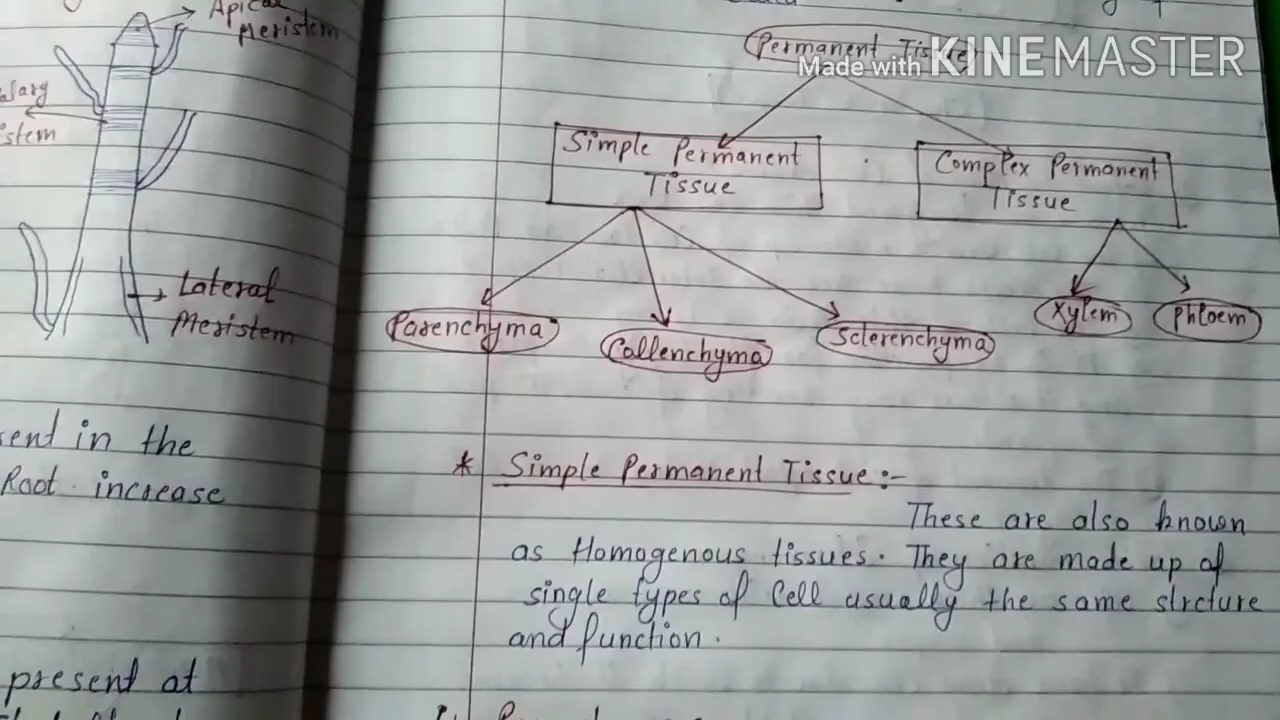 Apical
Meristem
Lateral
Meristem
sent in the
Root increase
present at
Permanent Tissue
Made with KINEMASTER
Simple Permanent
Tissue
Complex Permanent
Tissue
Parenchyma
Collenchyma
Sclerenchyma
Xylem
Phloem
* Simple Permanent Tissue :-
These are also known
as Homogenous tissues. They are made up of
single types of Cell usually the same strcture
and function.